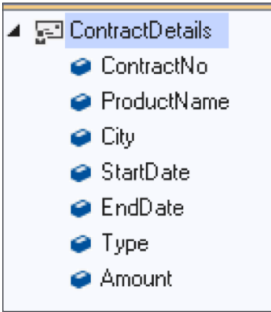 ContractDetails
ContractNo
ProductName
City
StartDate
EndDate
Type
Amount